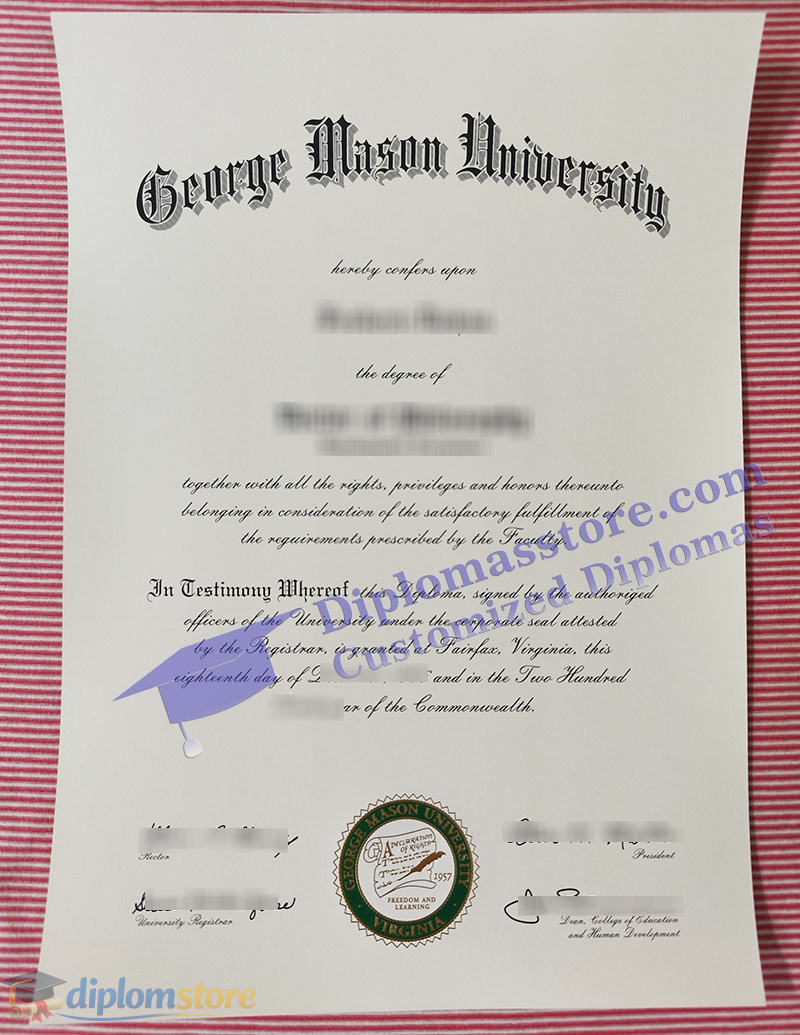 George Mason University
hereby confers upon
the degree of
together with all the rights, privileges and honors thereunto
belonging in consideration of the satisfactory fulfillment of
the requirements prescribed by the Faculty.
In Testimony Whereof this Diploma, signed by the authorized
officers of the University under the corporate seal attested
by the Registrar, is granted at Fairfax, Virginia, this
eighteenth day of and in the Two Hundred
of the Commonwealth.
Diplomasstore.com
Customized Diplomas
Rector
President
University Registrar
Dean, College of Education
and Human Development
GEORGE MASON UNIVERSITY
A DECLARATION
OF RIGHTS
1957
FREEDOM AND
LEARNING
VIRGINIA
diplomstore